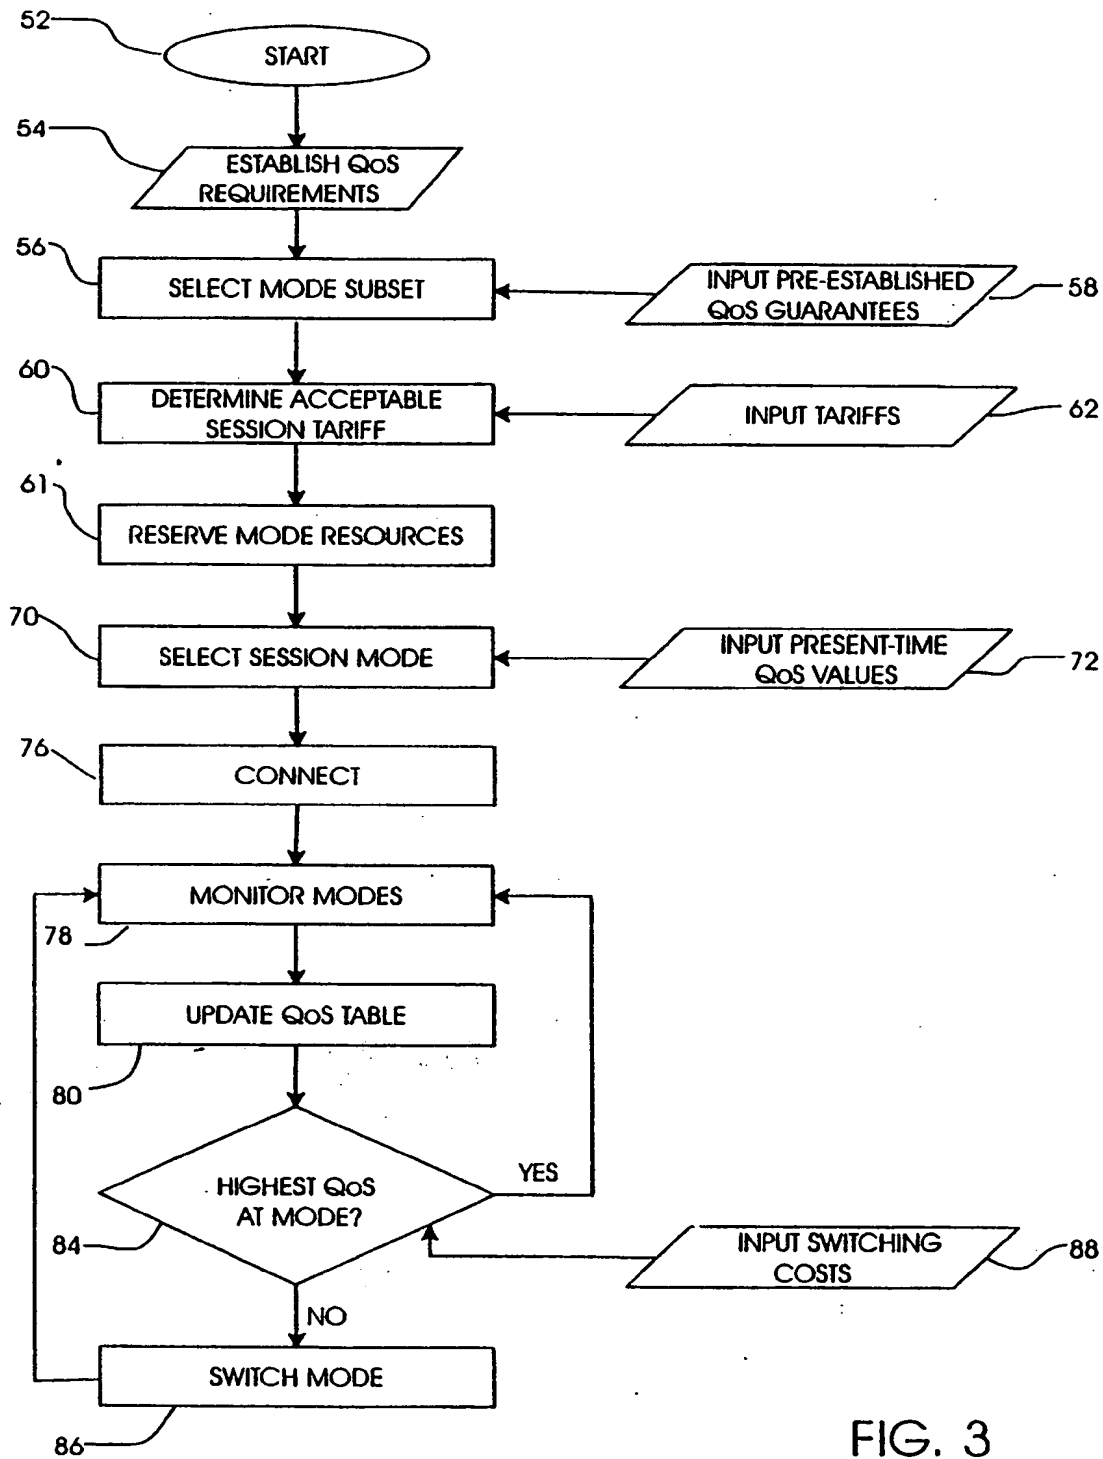 52
START
54
ESTABLISH QoS
REQUIREMENTS
56
SELECT MODE SUBSET
INPUT PRE-ESTABLISHED
QoS GUARANTEES
58
60
DETERMINE ACCEPTABLE
SESSION TARIFF
INPUT TARIFFS
62
61
RESERVE MODE RESOURCES
70
SELECT SESSION MODE
INPUT PRESENT-TIME
QoS VALUES
72
76
CONNECT
MONITOR MODES
78
UPDATE QoS TABLE
80
HIGHEST QoS
AT MODE?
YES
84
INPUT SWITCHING
COSTS
88
NO
SWITCH MODE
86
FIG. 3